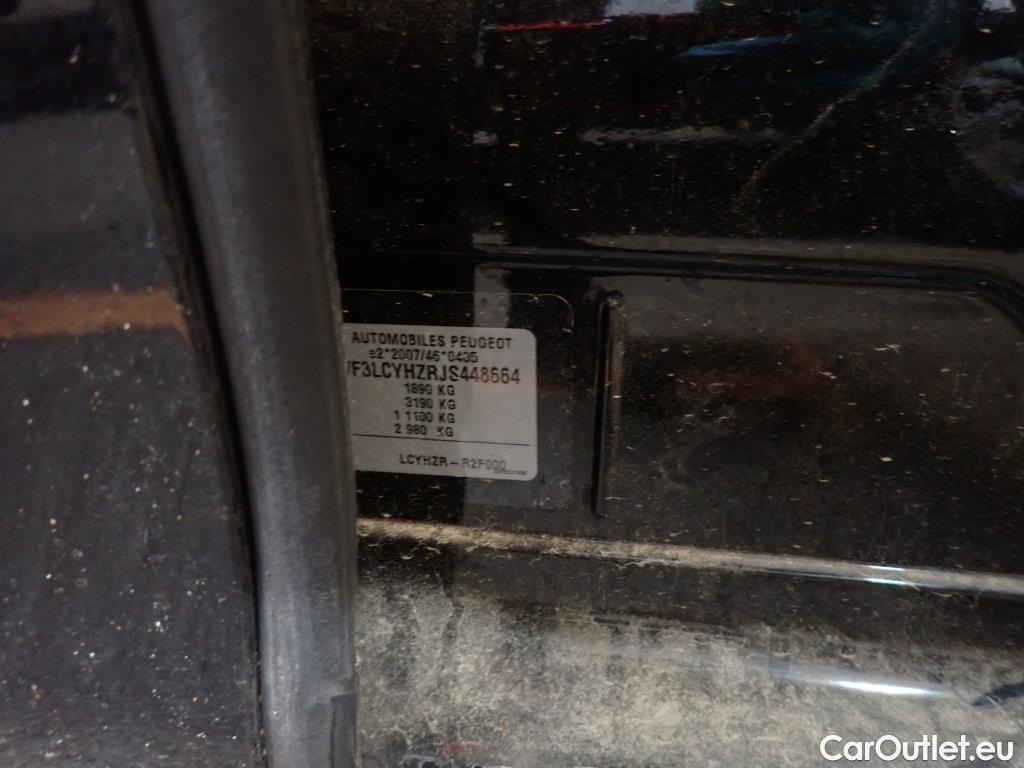 AUTOMOBILES PEUGEOT
e2*2007/46*0405
VF3LCYHZRJS448664
1890 KG
3190 KG
1 1100 KG
2 980 KG
LCYHZR-R2F000
CarOutlet.eu